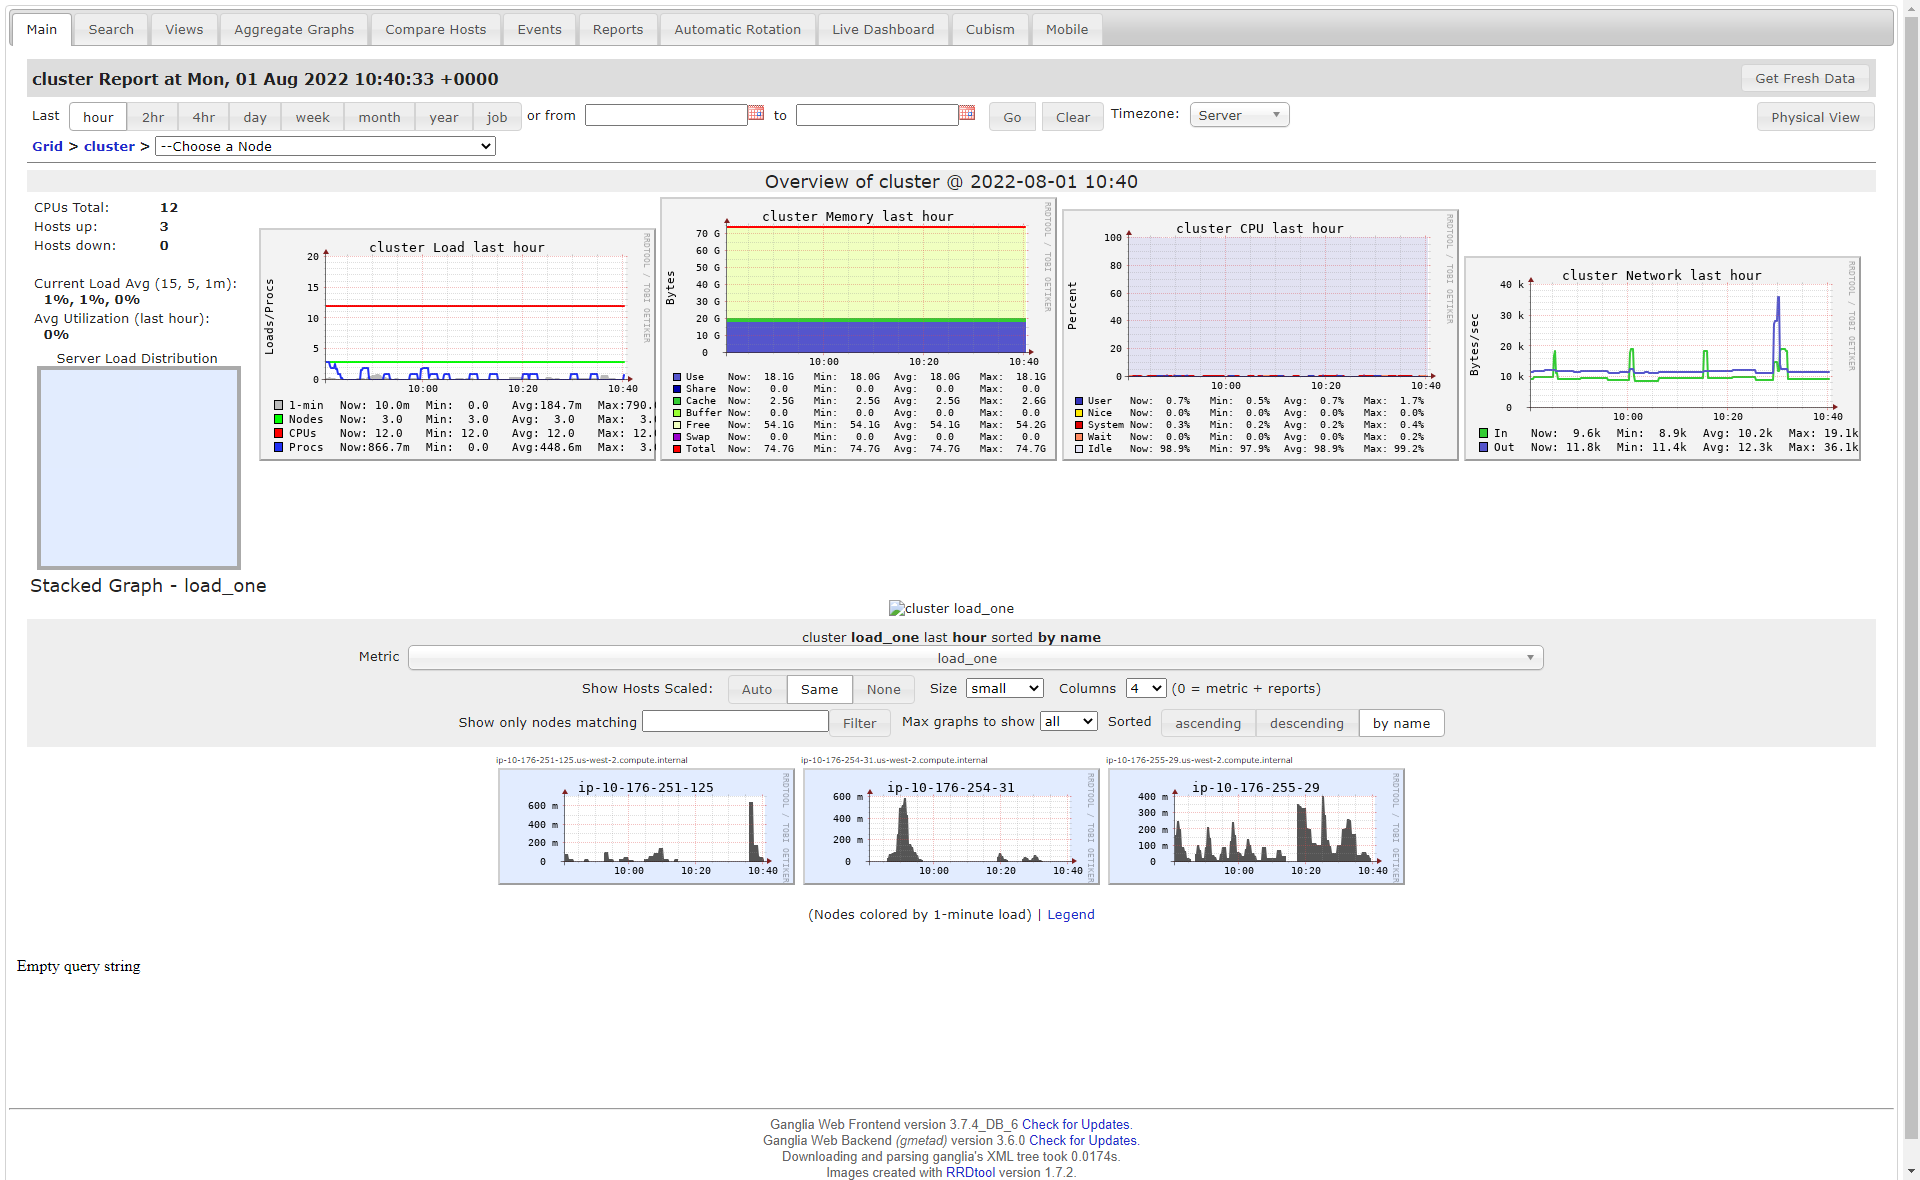 Main Search Views Aggregate Graphs Compare Hosts Events Reports Automatic Rotation Live Dashboard Cubism Mobile
cluster Report at Mon, 01 Aug 2022 10:40:33 +0000 Get Fresh Data
Last hour 2hr 4hr day week month year job or from to Go Clear Timezone: Server Physical View
Grid > cluster > --Choose a Node
Overview of cluster @ 2022-08-01 10:40
CPUs Total: 12
Hosts up: 3
Hosts down: 0
Current Load Avg (15, 5, 1m):
1%, 1%, 0%
Avg Utilization (last hour):
0%
Server Load Distribution
cluster Load last hour
RRDTOOL / TOBI OETIKER
Loads/Procs
20
15
10
5
0
10:00 10:20 10:40
1-min Now: 10.0m Min: 0.0 Avg:184.7m Max:790.0
Nodes Now: 3.0 Min: 3.0 Avg: 3.0 Max: 3.
CPUs Now: 12.0 Min: 12.0 Avg: 12.0 Max: 12.
Procs Now:866.7m Min: 0.0 Avg:448.6m Max: 3.
cluster Memory last hour
RRDTOOL / TOBI OETIKER
Bytes
70 G
60 G
50 G
40 G
30 G
20 G
10 G
0
10:00 10:20 10:40
Use Now: 18.1G Min: 18.0G Avg: 18.0G Max: 18.1G
Share Now: 0.0 Min: 0.0 Avg: 0.0 Max: 0.0
Cache Now: 2.5G Min: 2.5G Avg: 2.5G Max: 2.6G
Buffer Now: 0.0 Min: 0.0 Avg: 0.0 Max: 0.0
Free Now: 54.1G Min: 54.1G Avg: 54.1G Max: 54.2G
Swap Now: 0.0 Min: 0.0 Avg: 0.0 Max: 0.0
Total Now: 74.7G Min: 74.7G Avg: 74.7G Max: 74.7G
cluster CPU last hour
RRDTOOL / TOBI OETIKER
Percent
100
80
60
40
20
0
10:00 10:20 10:40
User Now: 0.7% Min: 0.5% Avg: 0.7% Max: 1.7%
Nice Now: 0.0% Min: 0.0% Avg: 0.0% Max: 0.0%
System Now: 0.3% Min: 0.2% Avg: 0.2% Max: 0.4%
Wait Now: 0.0% Min: 0.0% Avg: 0.0% Max: 0.2%
Idle Now: 98.9% Min: 97.9% Avg: 98.9% Max: 99.2%
cluster Network last hour
RRDTOOL / TOBI OETIKER
Bytes/sec
40 k
30 k
20 k
10 k
0
10:00 10:20 10:40
In Now: 9.6k Min: 8.9k Avg: 10.2k Max: 19.1k
Out Now: 11.8k Min: 11.4k Avg: 12.3k Max: 36.1k
Stacked Graph - load_one
cluster load_one
cluster load_one last hour sorted by name
Metric load_one
Show Hosts Scaled: Auto Same None Size small Columns 4 (0 = metric + reports)
Show only nodes matching Filter Max graphs to show all Sorted ascending descending by name
ip-10-176-251-125.us-west-2.compute.internal
ip-10-176-251-125
RRDTOOL / TOBI OETIKER
600 m
400 m
200 m
0
10:00 10:20 10:40
ip-10-176-254-31.us-west-2.compute.internal
ip-10-176-254-31
RRDTOOL / TOBI OETIKER
600 m
400 m
200 m
0
10:00 10:20 10:40
ip-10-176-255-29.us-west-2.compute.internal
ip-10-176-255-29
RRDTOOL / TOBI OETIKER
400 m
300 m
200 m
100 m
0
10:00 10:20 10:40
(Nodes colored by 1-minute load) | Legend
Empty query string
Ganglia Web Frontend version 3.7.4_DB_6 Check for Updates.
Ganglia Web Backend (gmetad) version 3.6.0 Check for Updates.
Downloading and parsing ganglia's XML tree took 0.0174s.
Images created with RRDtool version 1.7.2.